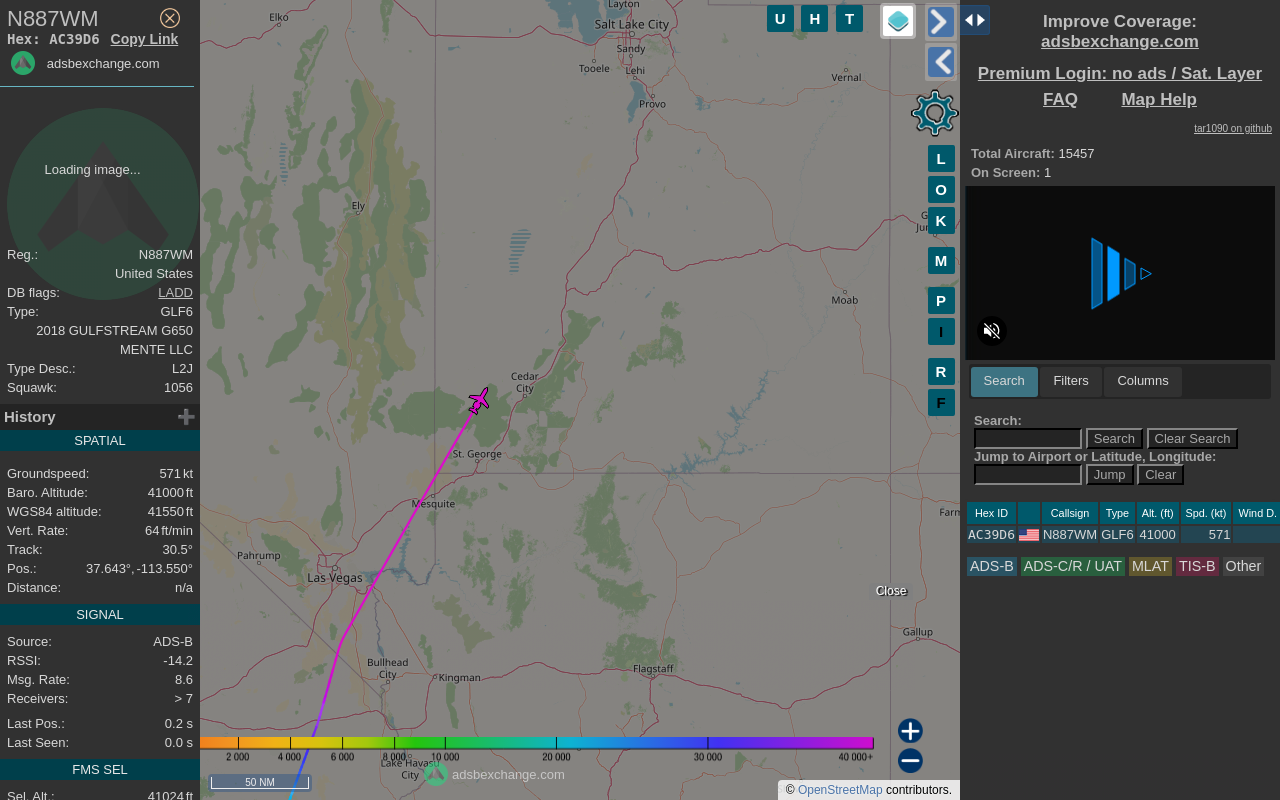 N887WM
Hex: AC39D6 Copy Link
adsbexchange.com
Loading image...
Reg.: N887WM
United States
DB flags: LADD
Type: GLF6
2018 GULFSTREAM G650
MENTE LLC
Type Desc.: L2J
Squawk: 1056
History
SPATIAL
Groundspeed: 571 kt
Baro. Altitude: 41000 ft
WGS84 altitude: 41550 ft
Vert. Rate: 64 ft/min
Track: 30.5°
Pos.: 37.643°, -113.550°
Distance: n/a
SIGNAL
Source: ADS-B
RSSI: -14.2
Msg. Rate: 8.6
Receivers: > 7
Last Pos.: 0.2 s
Last Seen: 0.0 s
FMS SEL
Sel. Alt.: 41024 ft
Elko
Layton
Salt Lake City
Sandy
Tooele
Lehi
Provo
Vernal
Ely
Moab
Cedar
City
St. George
Mesquite
Pahrump
Las Vegas
Bullhead
City
Kingman
Flagstaff
Gallup
Lake Havasu
City
Farm
U H T
L
O
K
M
P
I
R
F
Close
2 000 4 000 6 000 8 000 10 000 20 000 30 000 40 000+
50 NM
adsbexchange.com
© OpenStreetMap contributors.
Improve Coverage:
adsbexchange.com
Premium Login: no ads / Sat. Layer
FAQ Map Help
tar1090 on github
Total Aircraft: 15457
On Screen: 1
Search Filters Columns
Search:
Search Clear Search
Jump to Airport or Latitude, Longitude:
Jump Clear
Hex ID Callsign Type Alt. (ft) Spd. (kt) Wind D.
AC39D6 N887WM GLF6 41000 571
ADS-B ADS-C/R / UAT MLAT TIS-B Other